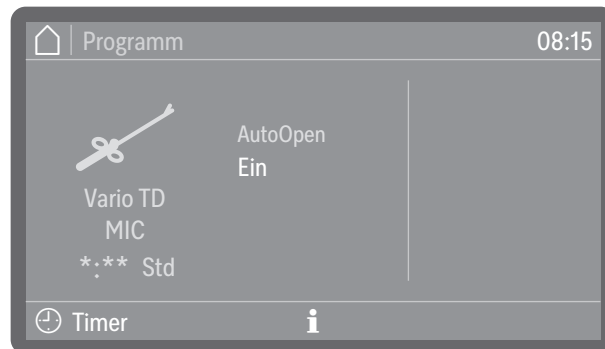 Programm 08:15
AutoOpen
Ein
Vario TD
MIC
*:** Std
Timer i